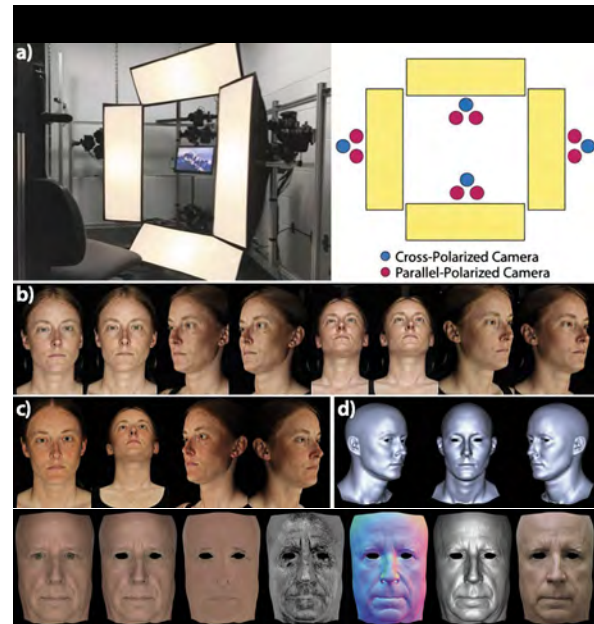 a)
Cross-Polarized Camera
Parallel-Polarized Camera
b)
c)
d)